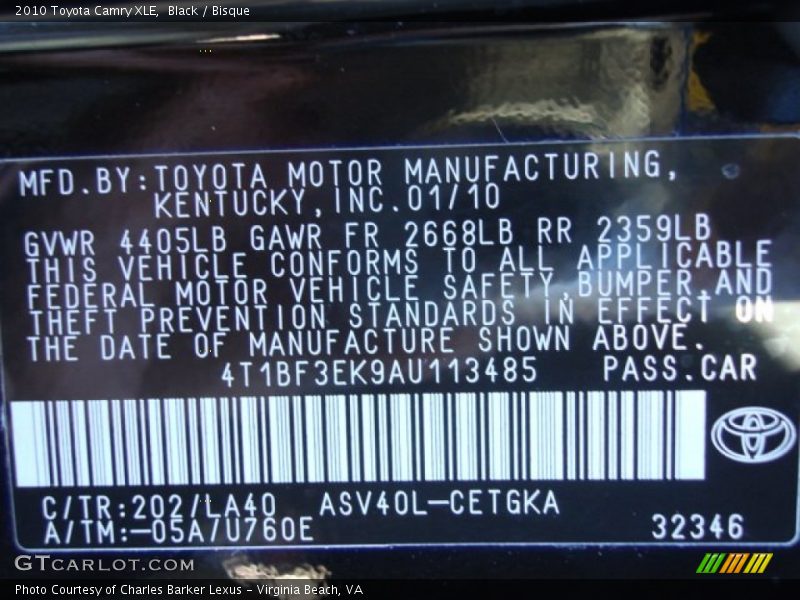 2010 Toyota Camry XLE,  Black / Bisque
MFD.BY:TOYOTA MOTOR MANUFACTURING,
KENTUCKY,INC.01/10
GVWR 4405LB GAWR FR 2668LB RR 2359LB
THIS VEHICLE CONFORMS TO ALL APPLICABLE
FEDERAL MOTOR VEHICLE SAFETY,BUMPER,AND
THEFT PREVENTION STANDARDS IN EFFECT ON
THE DATE OF MANUFACTURE SHOWN ABOVE.
4T1BF3EK9AU113485 PASS.CAR
C/TR:202/LA40 ASV40L-CETGKA
A/TM:-05A/U760E 32346
GTCARLOT.COM
Photo Courtesy of Charles Barker Lexus - Virginia Beach, VA